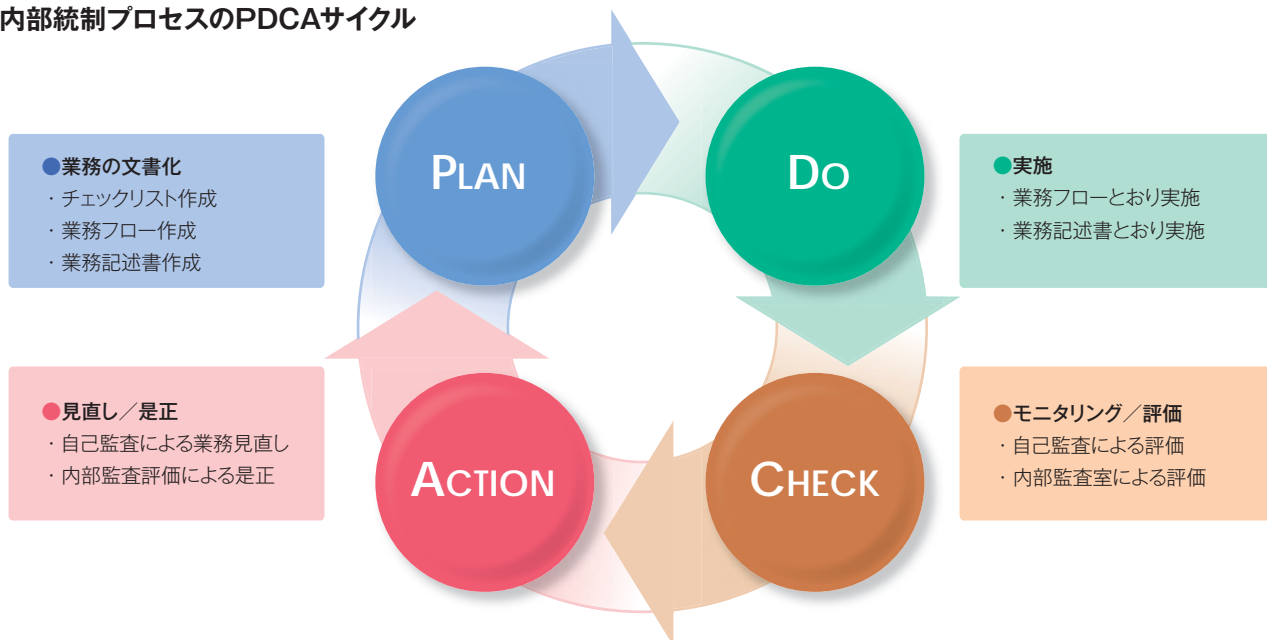 内部統制プロセスのPDCAサイクル
PLAN
DO
●業務の文書化
・チェックリスト作成
・業務フロー作成
・業務記述書作成
●実施
・業務フローとおり実施
・業務記述書とおり実施
ACTION
CHECK
●見直し／是正
・自己監査による業務見直し
・内部監査評価による是正
●モニタリング／評価
・自己監査による評価
・内部監査室による評価